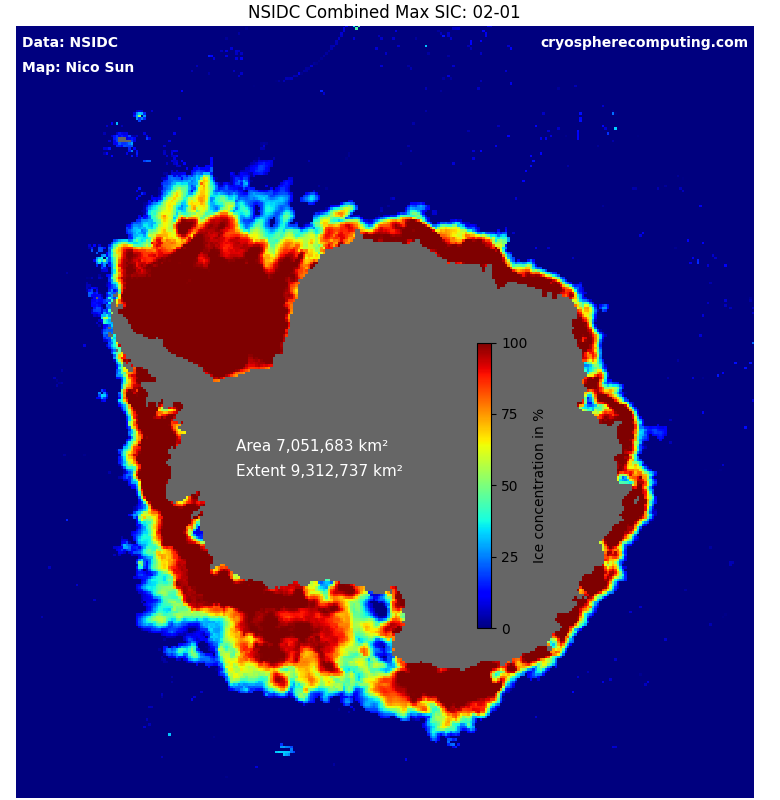 NSIDC Combined Max SIC: 02-01
Data: NSIDC
cryospherecomputing.com
Map: Nico Sun
100
75
50
25
0
Ice concentration in %
Area 7,051,683 km²
Extent 9,312,737 km²